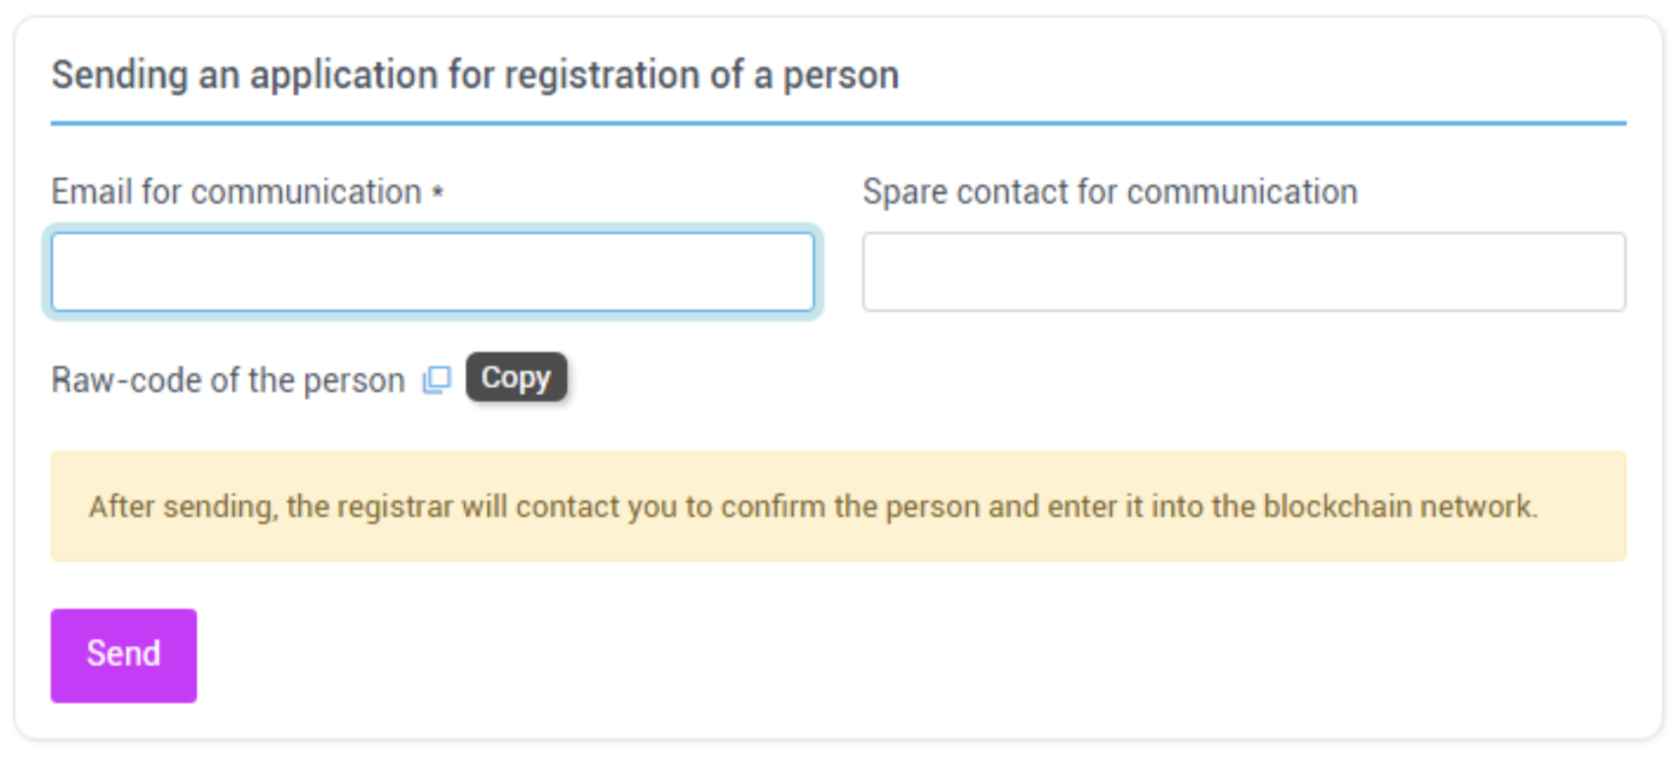 Sending an application for registration of a person
Email for communication *
Spare contact for communication
Raw-code of the person
Copy
After sending, the registrar will contact you to confirm the person and enter it into the blockchain network.
Send